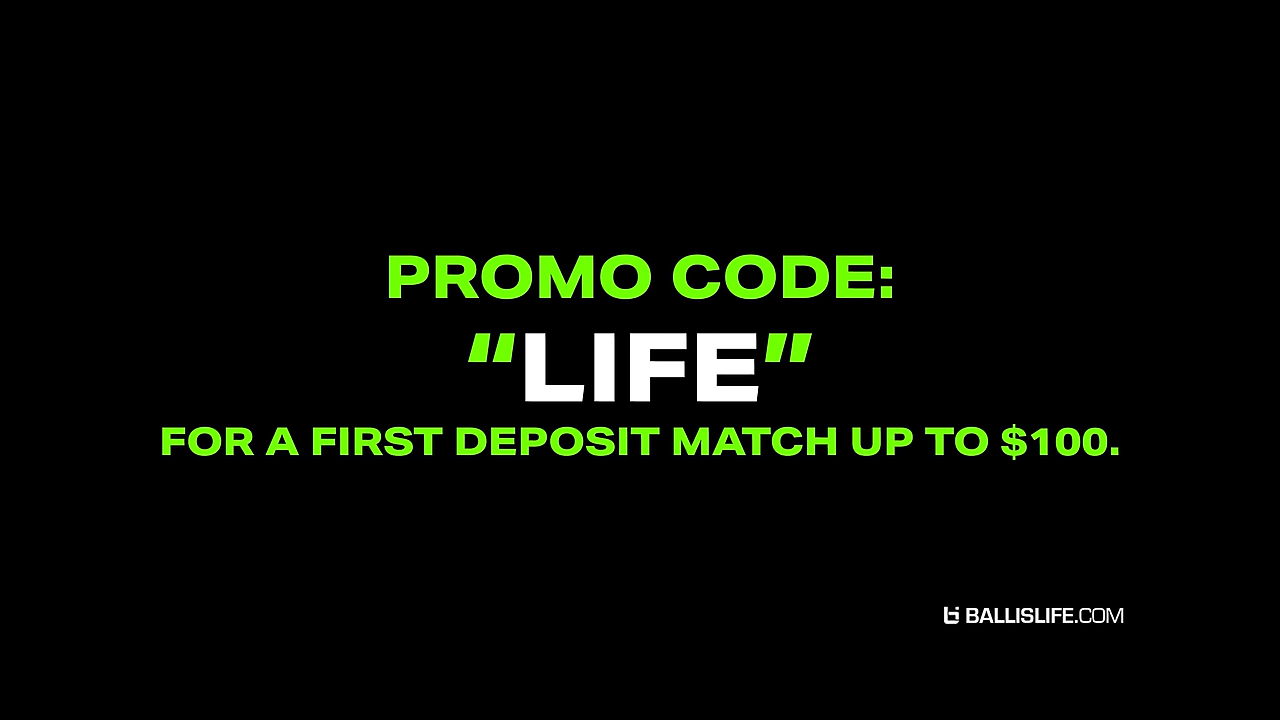 PROMO CODE:
“LIFE”
FOR A FIRST DEPOSIT MATCH UP TO $100.
BALLISLIFE.COM